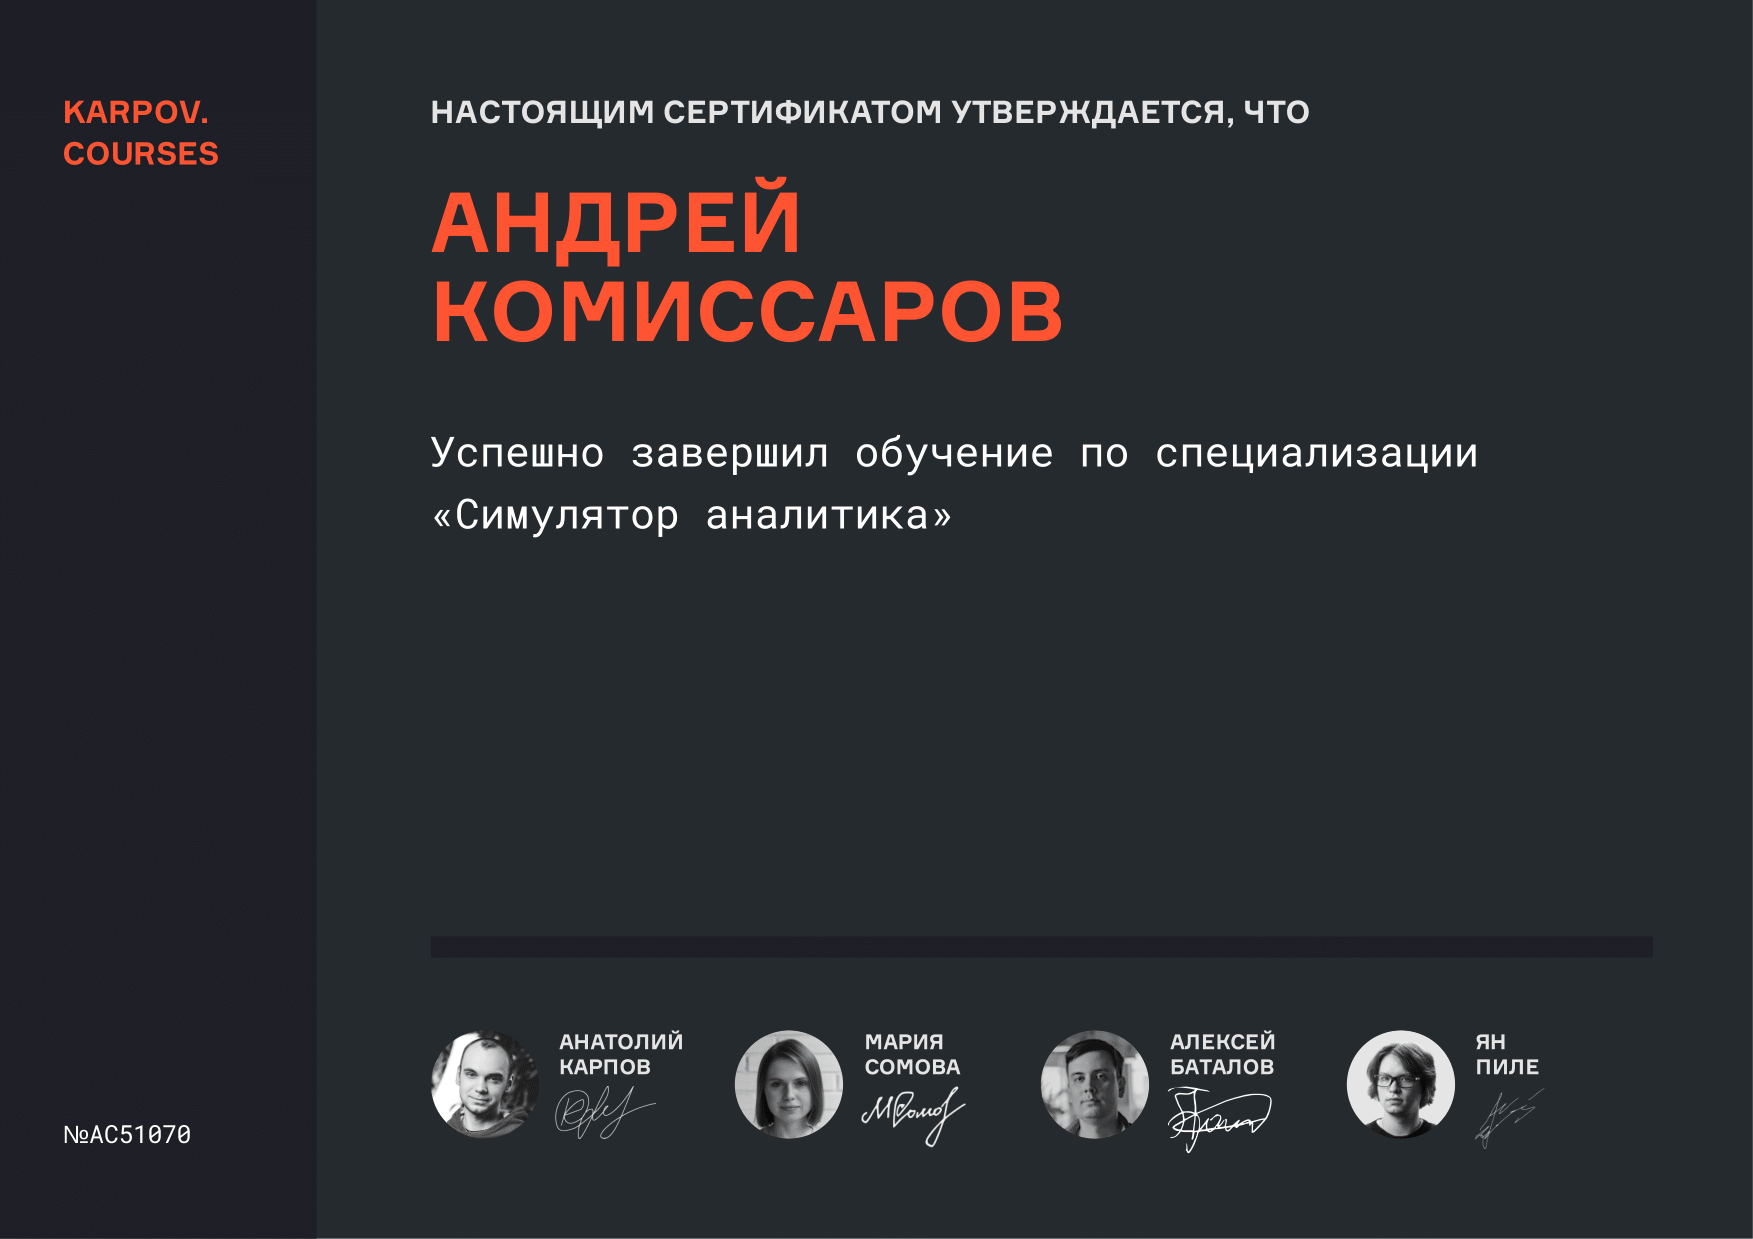 KARPOV.
COURSES
НАСТОЯЩИМ СЕРТИФИКАТОМ УТВЕРЖДАЕТСЯ, ЧТО
АНДРЕЙ
КОМИССАРОВ
Успешно завершил обучение по специализации
«Симулятор аналитика»
АНАТОЛИЙ
КАРПОВ
МАРИЯ
СОМОВА
АЛЕКСЕЙ
БАТАЛОВ
ЯН
ПИЛЕ
№AC51070